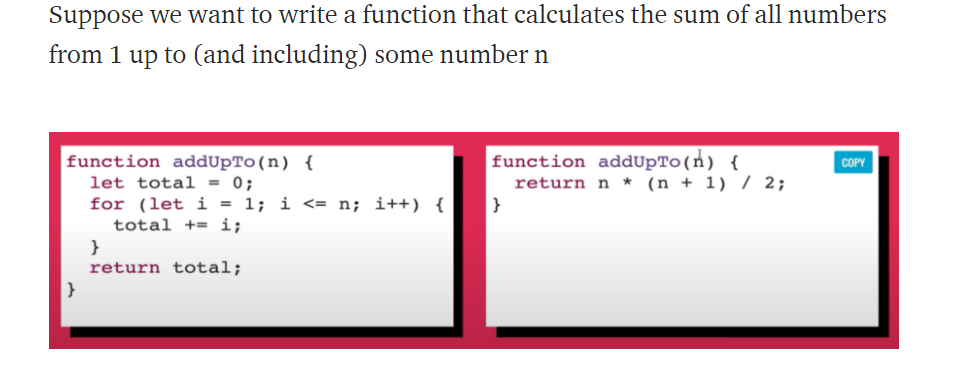 Suppose we want to write a function that calculates the sum of all numbers
from 1 up to (and including) some number n
function addUpTo(n) {
let total = 0;
for (let i = 1; i <= n; i++) {
total += i;
}
return total;
}
function addUpTo(n) {
return n * (n + 1) / 2;
}
COPY